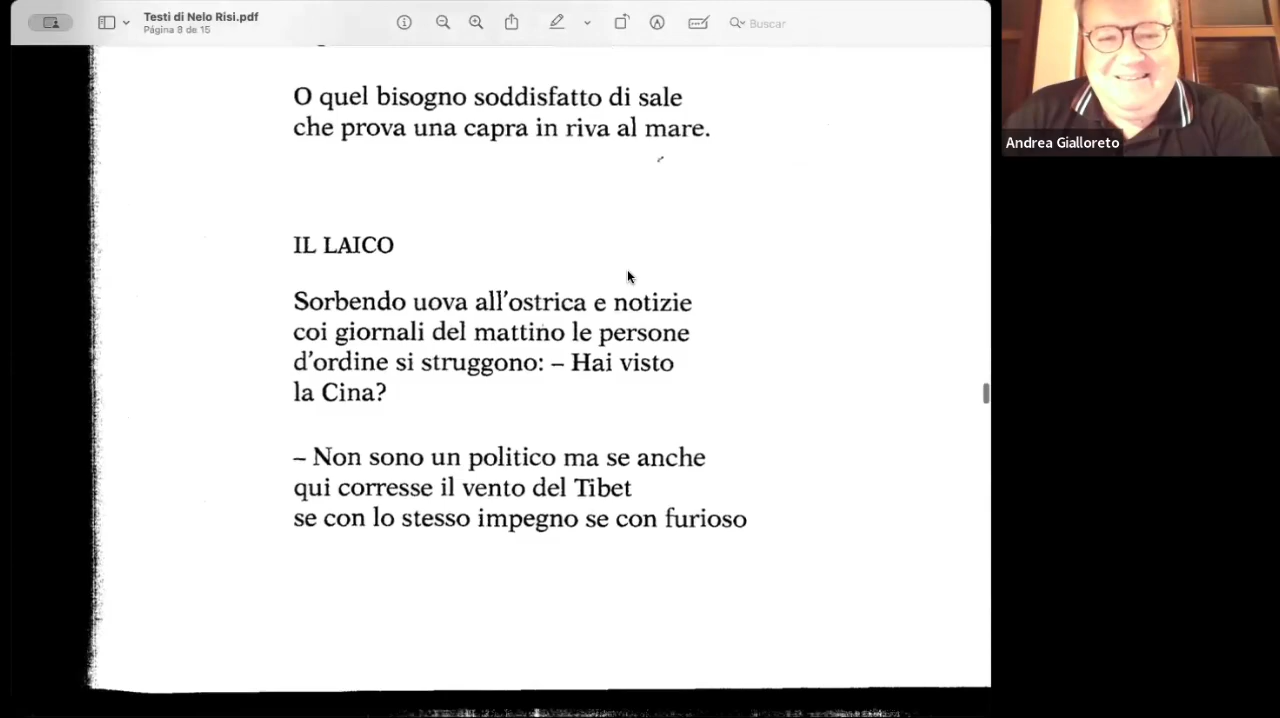 Testi di Nelo Risi.pdf
Página 8 de 15
Buscar
O quel bisogno soddisfatto di sale
che prova una capra in riva al mare.
IL LAICO
Sorbendo uova all'ostrica e notizie
coi giornali del mattino le persone
d'ordine si struggono: – Hai visto
la Cina?
– Non sono un politico ma se anche
qui corresse il vento del Tibet
se con lo stesso impegno se con furioso
Andrea Gialloreto